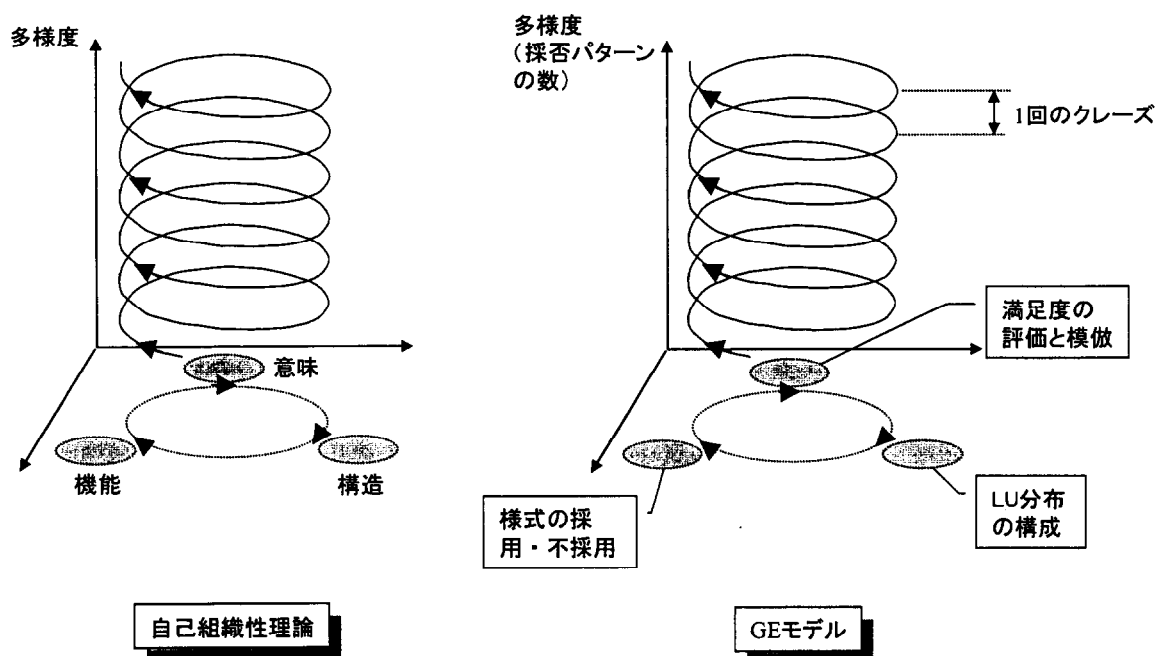 多様度
意味
機能
構造
自己組織性理論
多様度
（採否パターン
の数）
1回のクレーズ
満足度の
評価と模倣
様式の採
用・不採用
LU分布
の構成
GEモデル